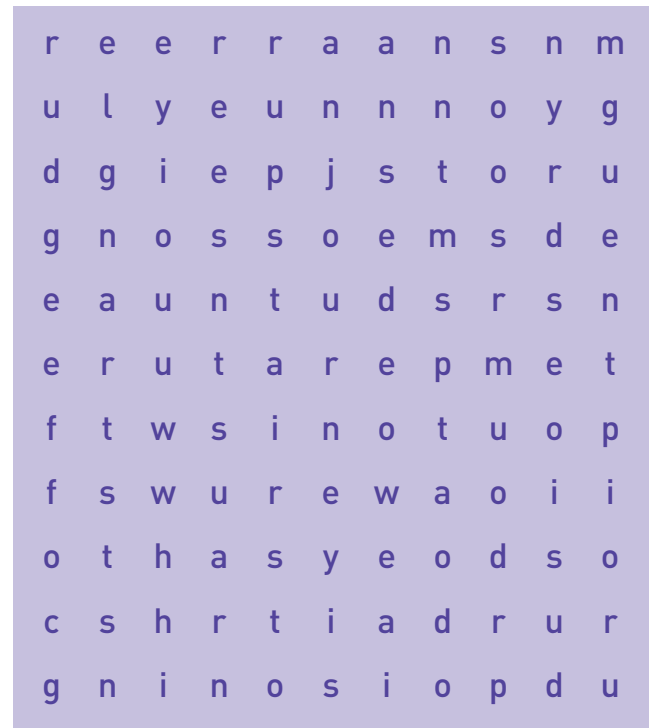 r e e r r a a n s n m
u l y e u n n n o y g
d g i e p j s t o r u
g n o s s o e m s d e
e a u n t u d s r s n
e r u t a r e p m e t
f t w s i n o t u o p
f s w u r e w a o i i
o t h a s y e o d s o
c s h r t i a d r u r
g n i n o s i o p d u